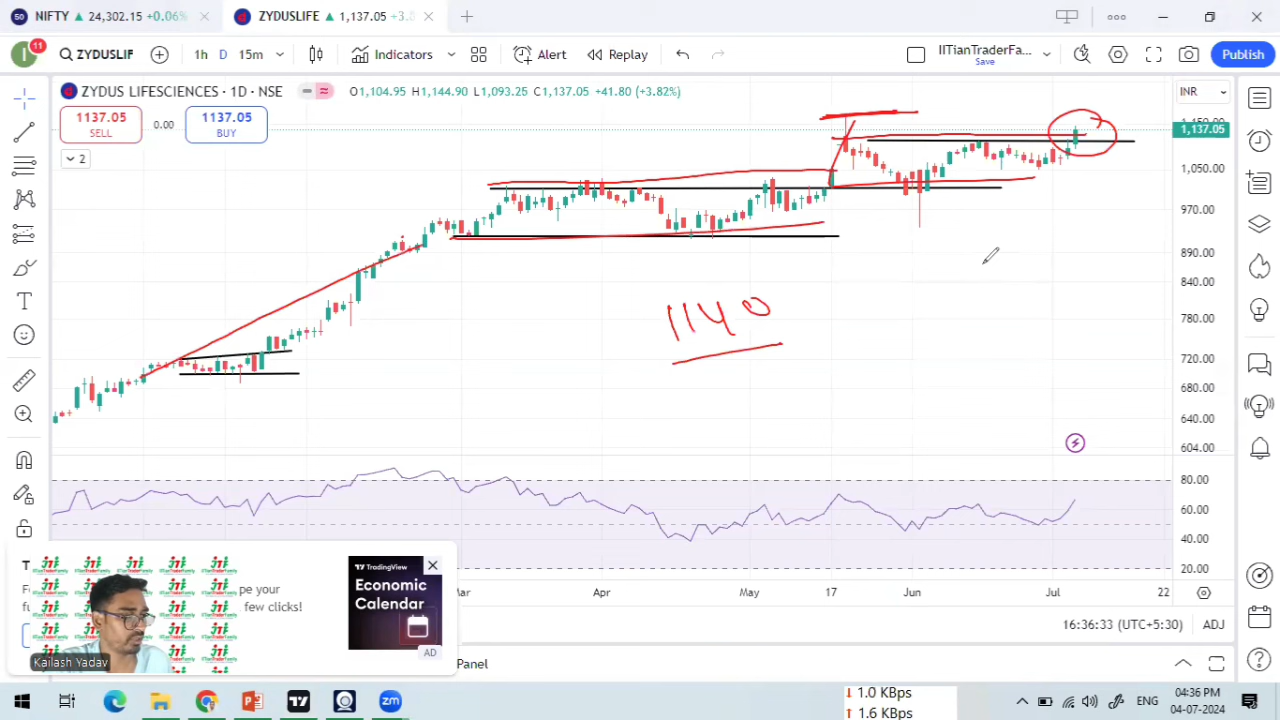 NIFTY ▲ 24,302.15 +0.06%
ZYDUSLIFE ▲ 1,137.05
11
ZYDUSLIF
1h D 15m
Indicators
Alert
Replay
IITianTraderFa...
Save
Publish
ZYDUS LIFESCIENCES · 1D · NSE
O1,104.95 H1,144.90 L1,093.25 C1,137.05 +41.80 (+3.82%)
INR
1137.05
SELL
0.00
1137.05
BUY
2
1,137.05
1,050.00
970.00
890.00
840.00
780.00
720.00
680.00
640.00
604.00
1140
80.00
60.00
40.00
20.00
Apr
May
17
Jun
Jul
22
pe your
few clicks!
TradingView
Economic
Calendar
AD
Kailash Yadav
16:36:33 (UTC+5:30)
ADJ
Panel
1.0 KBps
1.6 KBps
ENG
04:36 PM
04-07-2024